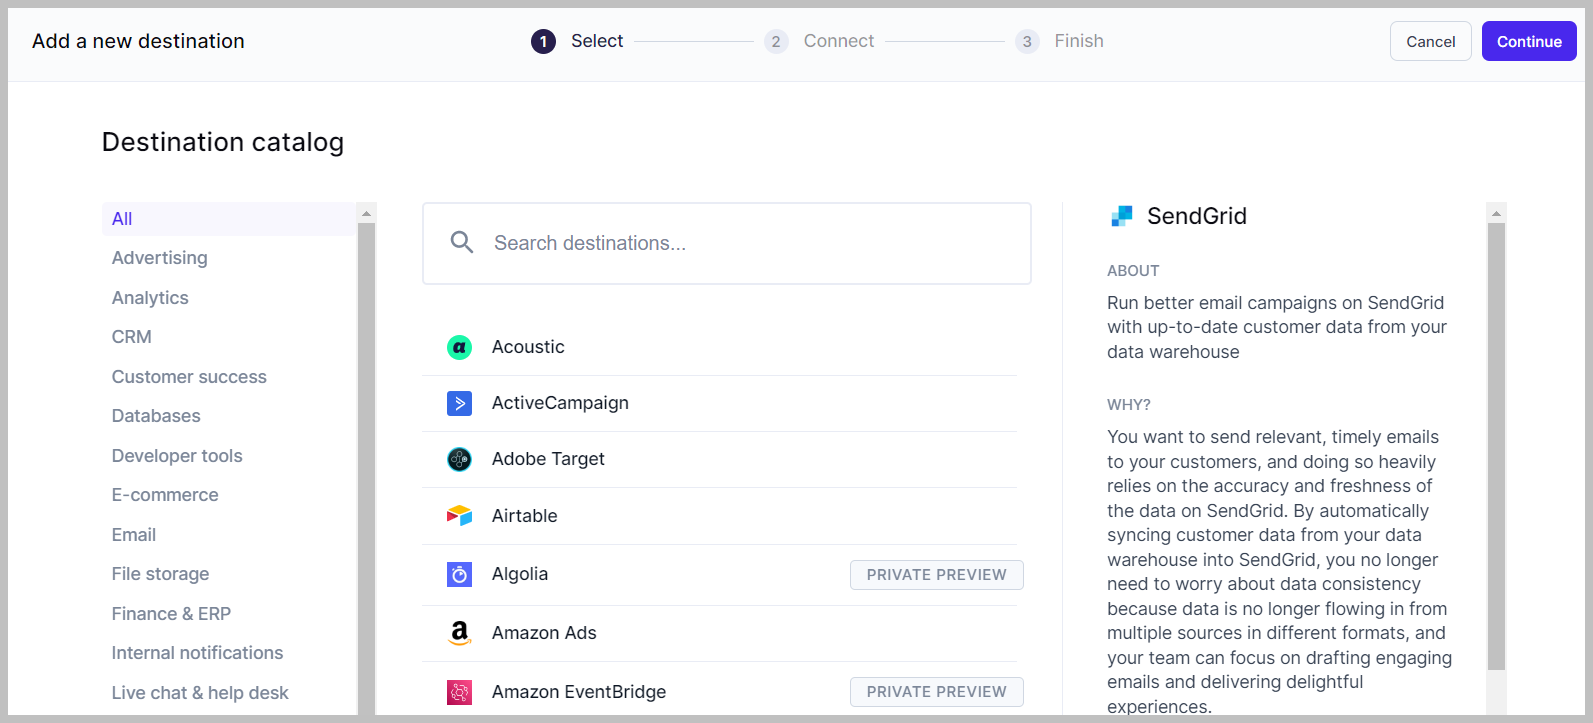 Add a new destination
1 Select
2 Connect
3 Finish
Cancel
Continue
Destination catalog
All
Advertising
Analytics
CRM
Customer success
Databases
Developer tools
E-commerce
Email
File storage
Finance & ERP
Internal notifications
Live chat & help desk
Search destinations...
Acoustic
ActiveCampaign
Adobe Target
Airtable
Algolia
PRIVATE PREVIEW
Amazon Ads
Amazon EventBridge
PRIVATE PREVIEW
SendGrid
ABOUT
Run better email campaigns on SendGrid
with up-to-date customer data from your
data warehouse
WHY?
You want to send relevant, timely emails
to your customers, and doing so heavily
relies on the accuracy and freshness of
the data on SendGrid. By automatically
syncing customer data from your data
warehouse into SendGrid, you no longer
need to worry about data consistency
because data is no longer flowing in from
multiple sources in different formats, and
your team can focus on drafting engaging
emails and delivering delightful
experiences.